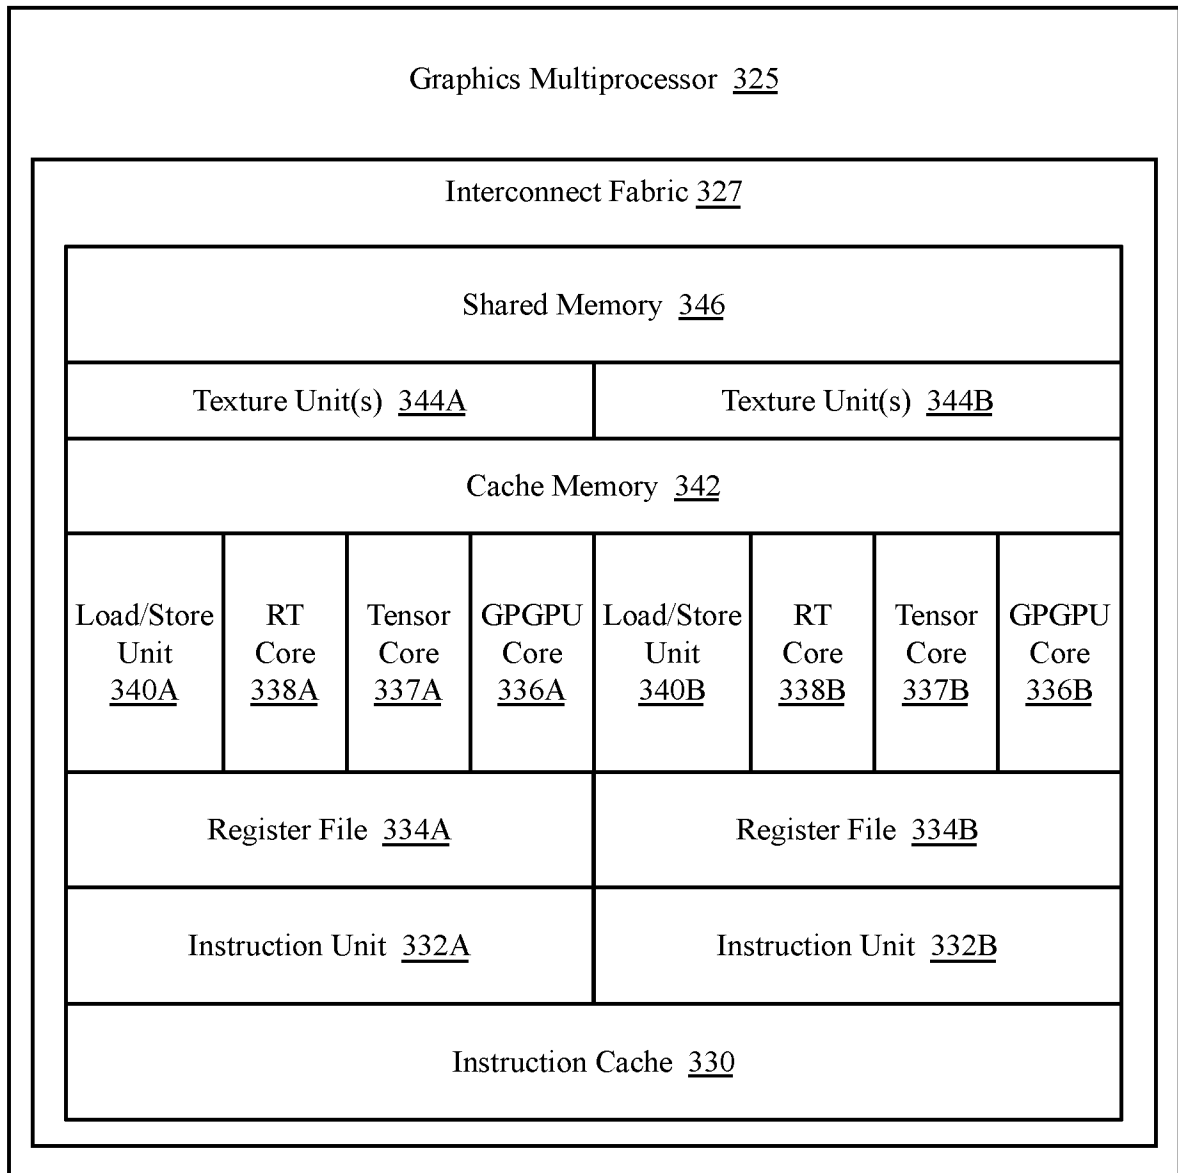 Graphics Multiprocessor 325
Interconnect Fabric 327
Shared Memory 346
Texture Unit(s) 344A
Texture Unit(s) 344B
Cache Memory 342
Load/Store
Unit
340A
RT
Core
338A
Tensor
Core
337A
GPGPU
Core
336A
Load/Store
Unit
340B
RT
Core
338B
Tensor
Core
337B
GPGPU
Core
336B
Register File 334A
Register File 334B
Instruction Unit 332A
Instruction Unit 332B
Instruction Cache 330